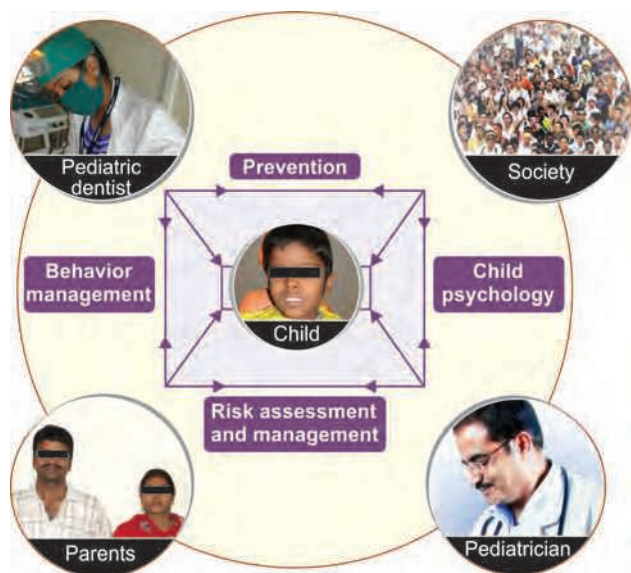 Pediatric
dentist
Society
Prevention
Behavior
management
Child
psychology
Child
Risk assessment
and management
Parents
Pediatrician